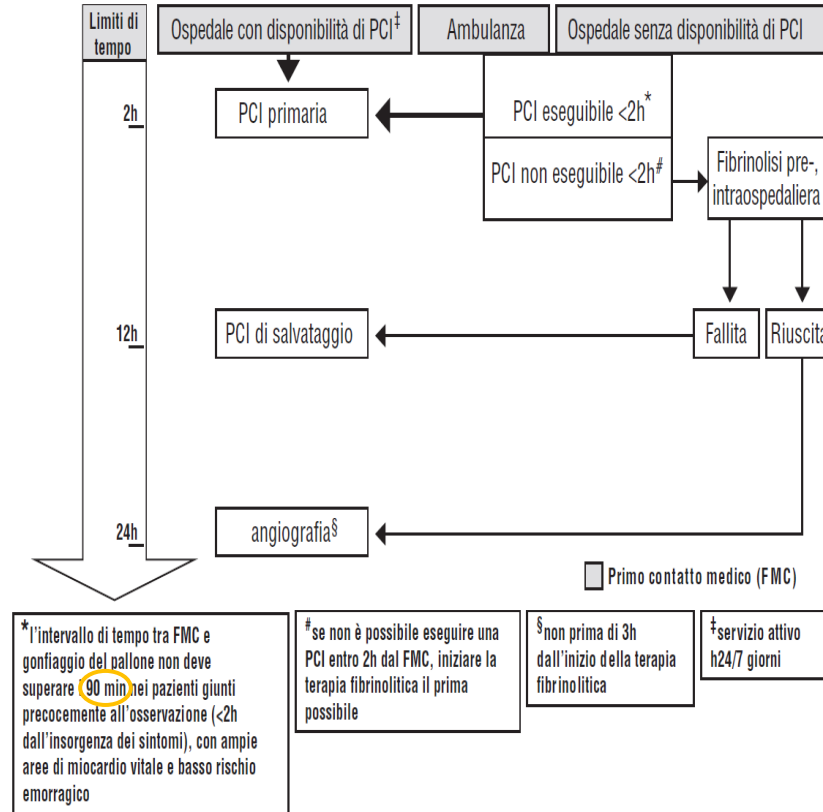 Limiti di
tempo
Ospedale con disponibilità di PCI‡
Ambulanza
Ospedale senza disponibilità di PCI
2h
PCI primaria
PCI eseguibile <2h*
PCI non eseguibile <2h#
Fibrinolisi pre-,
intraospedaliera
12h
PCI di salvataggio
Fallita
Riuscita
24h
angiografia§
Primo contatto medico (FMC)
*l'intervallo di tempo tra FMC e
gonfiaggio del pallone non deve
superare i 90 min nei pazienti giunti
precocemente all'osservazione (<2h
dall'insorgenza dei sintomi), con ampie
aree di miocardio vitale e basso rischio
emorragico
#se non è possibile eseguire una
PCI entro 2h dal FMC, iniziare la
terapia fibrinolitica il prima
possibile
§non prima di 3h
dall'inizio della terapia
fibrinolitica
‡servizio attivo
h24/7 giorni